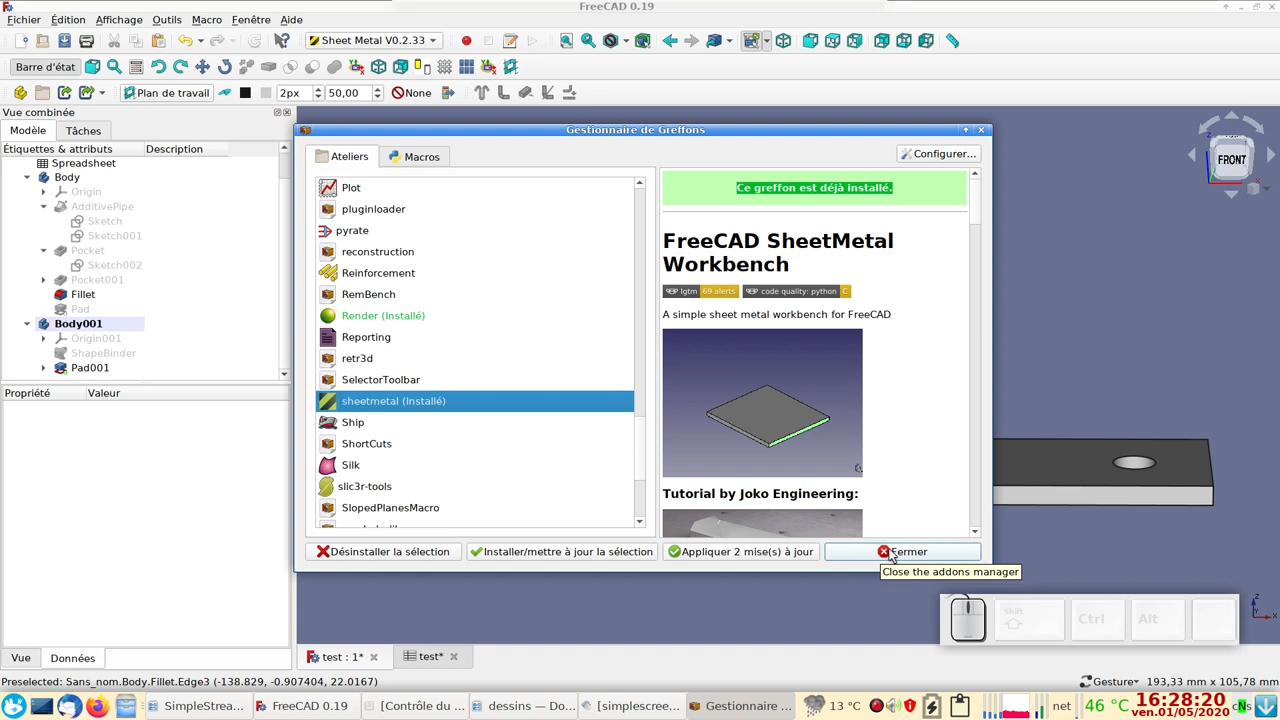 FreeCAD 0.19
Fichier Édition Affichage Outils Macro Fenêtre Aide
Sheet Metal V0.2.33
Barre d'état
Plan de travail 2px 50,00 None
Vue combinée
Modèle Tâches
Étiquettes & attributs Description
Spreadsheet
Body
Origin
AdditivePipe
Sketch
Sketch001
Pocket
Sketch002
Pocket001
Fillet
Pad
Body001
Origin001
ShapeBinder
Pad001
Propriété Valeur
Vue Données
Gestionnaire de Greffons
Ateliers Macros
Configurer...
Plot
pluginloader
pyrate
reconstruction
Reinforcement
RemBench
Render (Installé)
Reporting
retr3d
SelectorToolbar
sheetmetal (Installé)
Ship
ShortCuts
Silk
slic3r-tools
SlopedPlanesMacro
Ce greffon est déjà installé.
FreeCAD SheetMetal
Workbench
lgtm 69 alerts code quality: python C
A simple sheet metal workbench for FreeCAD
Tutorial by Joko Engineering:
Désinstaller la sélection Installer/mettre à jour la sélection Appliquer 2 mise(s) à jour Fermer
Close the addons manager
FRONT
Shift Ctrl Alt
test : 1* test*
Preselected: Sans_nom.Body.Fillet.Edge3 (-138.829, -0.907404, 22.0167)
Gesture 193,33 mm x 105,78 mm
SimpleStrea... FreeCAD 0.19 [Contrôle du ... dessins — Do... [simplescree... Gestionnaire ... 13 °C net 46 °C 16:28:20
ven.01/05/2020